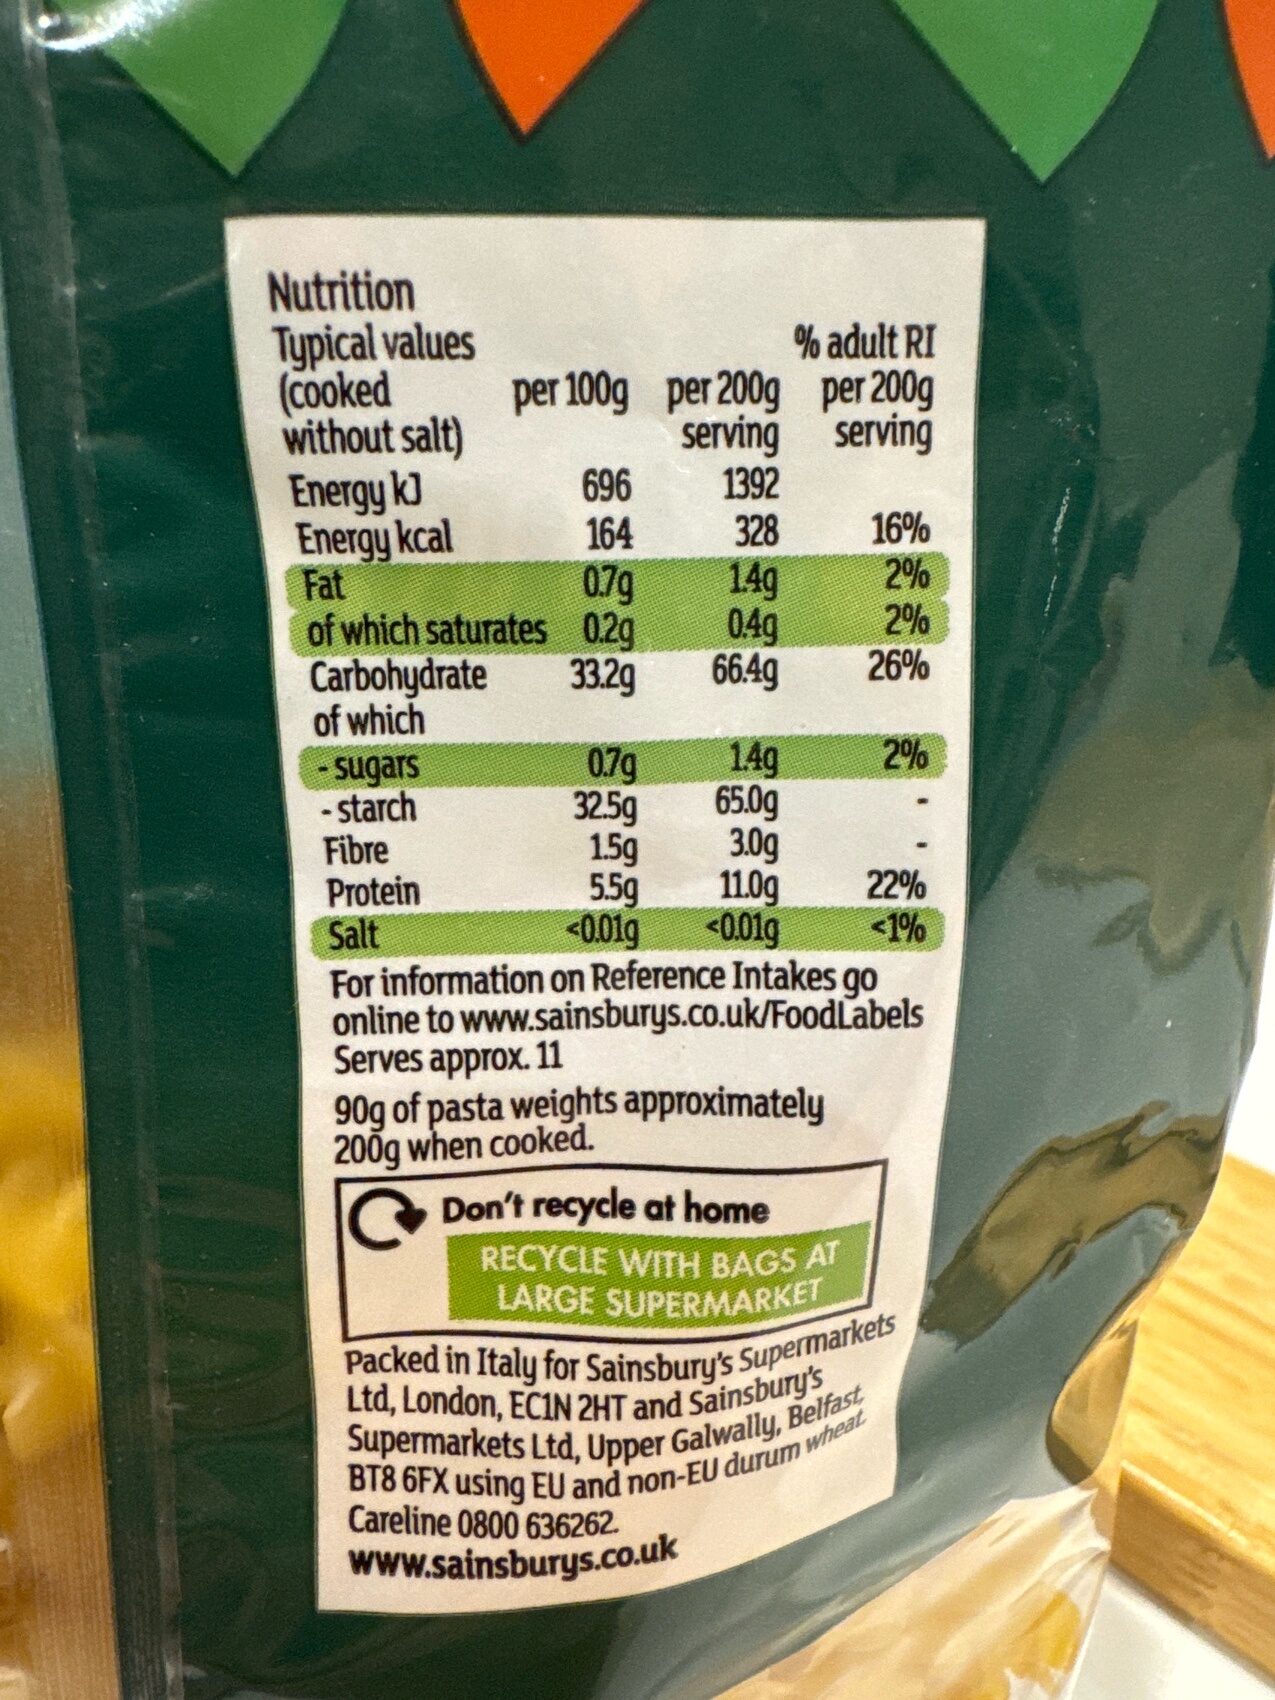 Nutrition
Typical values % adult RI
(cooked per 100g per 200g per 200g
without salt) serving serving
Energy kJ 696 1392
Energy kcal 164 328 16%
Fat 0.7g 1.4g 2%
of which saturates 0.2g 0.4g 2%
Carbohydrate 33.2g 66.4g 26%
of which
- sugars 0.7g 1.4g 2%
- starch 32.5g 65.0g -
Fibre 1.5g 3.0g -
Protein 5.5g 11.0g 22%
Salt <0.01g <0.01g <1%
For information on Reference Intakes go
online to www.sainsburys.co.uk/FoodLabels
Serves approx. 11
90g of pasta weights approximately
200g when cooked.
Don't recycle at home
RECYCLE WITH BAGS AT
LARGE SUPERMARKET
Packed in Italy for Sainsbury's Supermarkets
Ltd, London, EC1N 2HT and Sainsbury's
Supermarkets Ltd, Upper Galwally, Belfast,
BT8 6FX using EU and non-EU durum wheat.
Careline 0800 636262.
www.sainsburys.co.uk